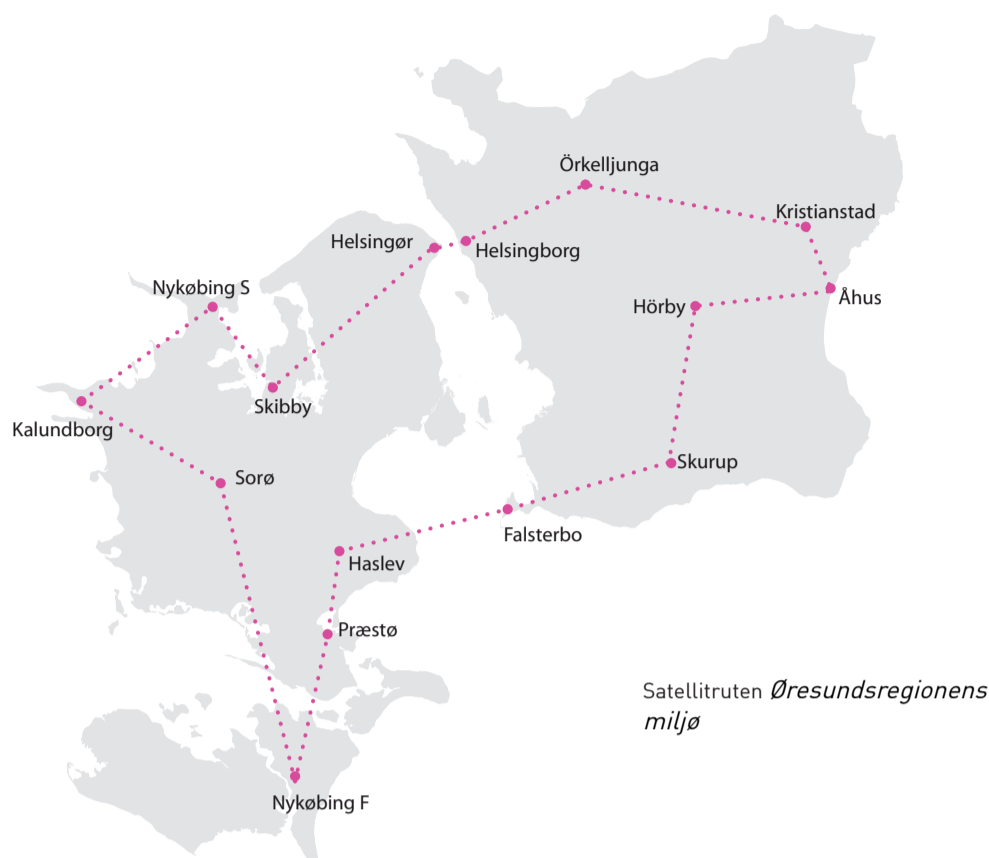 Örkelljunga
Kristianstad
Helsingør
Helsingborg
Nykøbing S
Åhus
Hörby
Skibby
Kalundborg
Skurup
Sorø
Falsterbo
Haslev
Præstø
Satellitruten Øresundsregionens
miljø
Nykøbing F